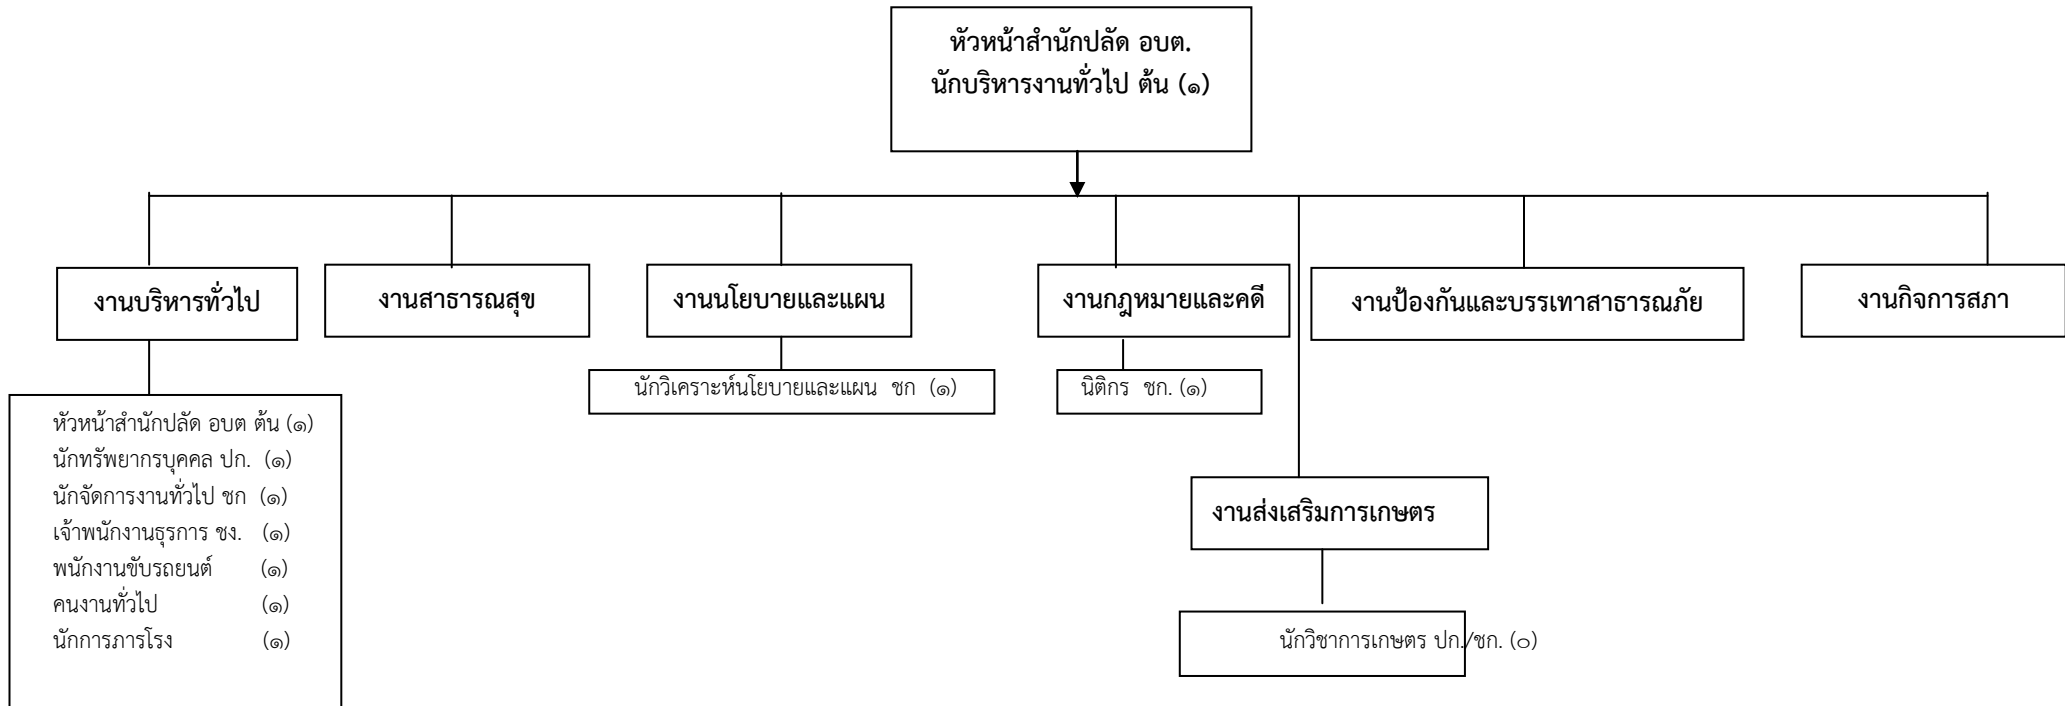 หัวหน้าสำนักปลัด อบต.
นักบริหารงานทั่วไป ต้น (๑)
งานบริหารทั่วไป
งานสาธารณสุข
งานนโยบายและแผน
งานกฎหมายและคดี
งานป้องกันและบรรเทาสาธารณภัย
งานกิจการสภา
นักวิเคราะห์นโยบายและแผน ชก (๑)
นิติกร ชก. (๑)
หัวหน้าสำนักปลัด อบต ต้น (๑)
นักทรัพยากรบุคคล ปก. (๑)
นักจัดการงานทั่วไป ชก (๑)
เจ้าพนักงานธุรการ ชง. (๑)
พนักงานขับรถยนต์ (๑)
คนงานทั่วไป (๑)
นักการภารโรง (๑)
งานส่งเสริมการเกษตร
นักวิชาการเกษตร ปก./ชก. (๐)